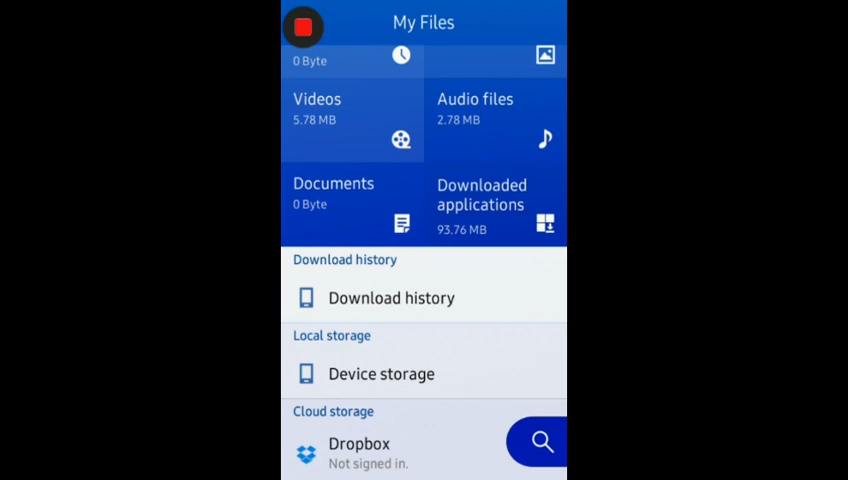 My Files
0 Byte
Videos
5.78 MB
Audio files
2.78 MB
Documents
0 Byte
Downloaded
applications
93.76 MB
Download history
Download history
Local storage
Device storage
Cloud storage
Dropbox
Not signed in.